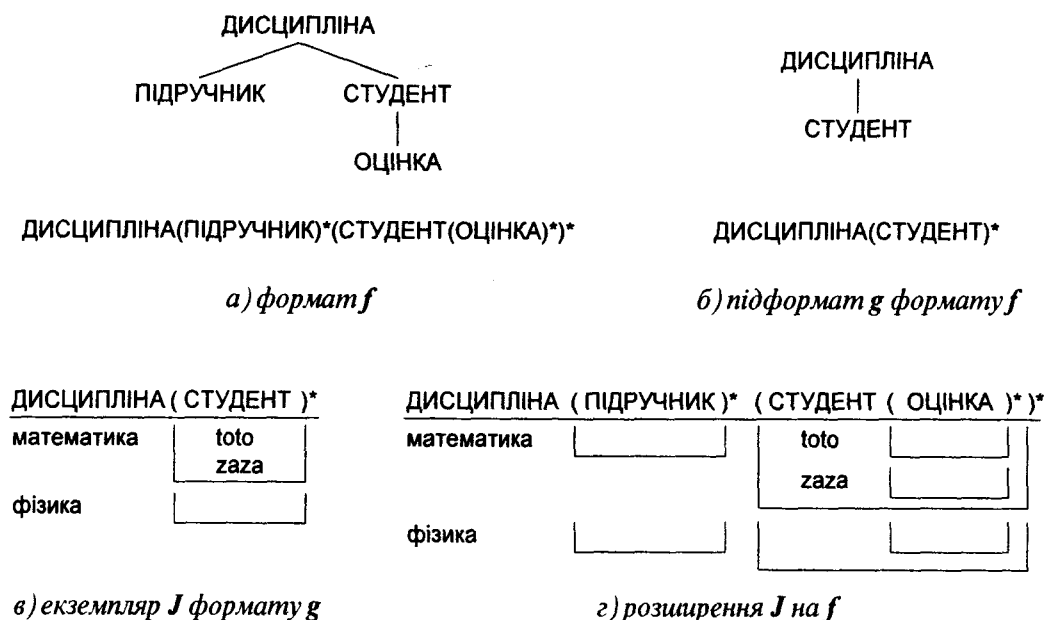 ДИСЦИПЛІНА
ПІДРУЧНИК СТУДЕНТ
ОЦІНКА
ДИСЦИПЛІНА(ПІДРУЧНИК)*(СТУДЕНТ(ОЦІНКА)*)*
а) формат f
ДИСЦИПЛІНА
СТУДЕНТ
ДИСЦИПЛІНА(СТУДЕНТ)*
б) підформат g формату f
ДИСЦИПЛІНА ( СТУДЕНТ )*
математика toto
zaza
фізика
в) екземпляр J формату g
ДИСЦИПЛІНА ( ПІДРУЧНИК )* ( СТУДЕНТ ( ОЦІНКА )* )*
математика toto
zaza
фізика
г) розширення J на f